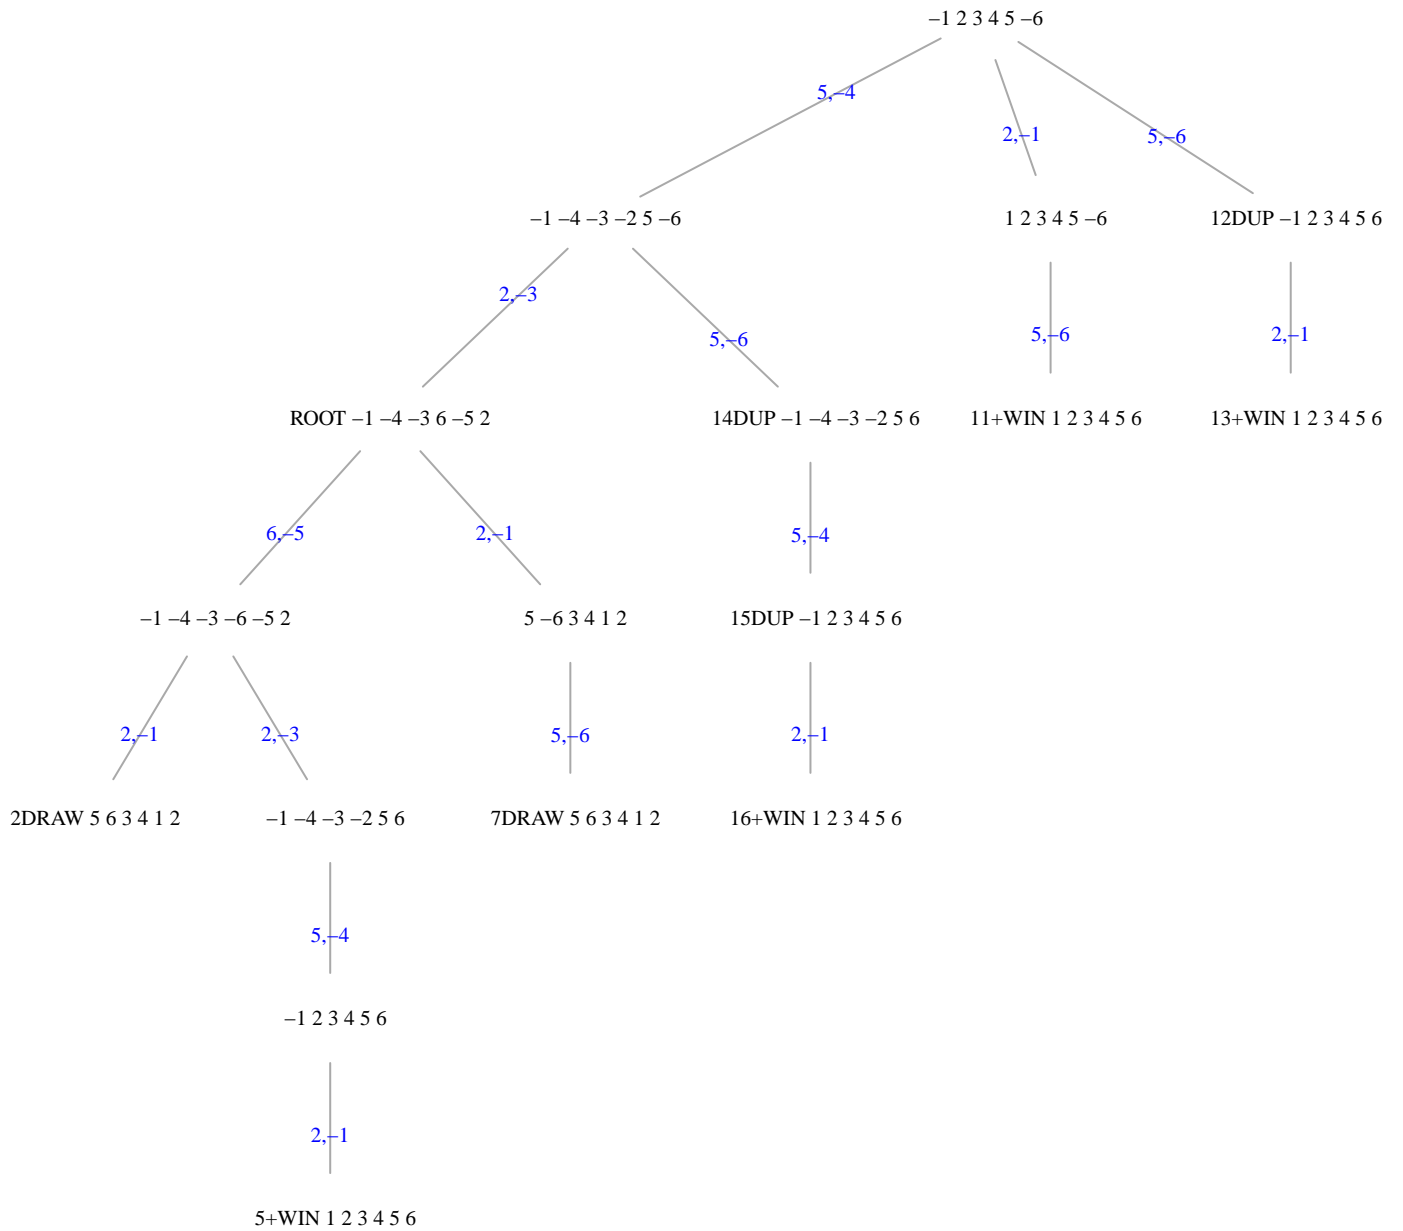 –1 2 3 4 5 –6
5,–4
2,–1
5,–6
–1 –4 –3 –2 5 –6
1 2 3 4 5 –6
12DUP –1 2 3 4 5 6
2,–3
5,–6
5,–6
2,–1
ROOT –1 –4 –3 6 –5 2
14DUP –1 –4 –3 –2 5 6
11+WIN 1 2 3 4 5 6
13+WIN 1 2 3 4 5 6
6,–5
2,–1
5,–4
–1 –4 –3 –6 –5 2
5 –6 3 4 1 2
15DUP –1 2 3 4 5 6
2,–1
2,–3
5,–6
2,–1
2DRAW 5 6 3 4 1 2
–1 –4 –3 –2 5 6
7DRAW 5 6 3 4 1 2
16+WIN 1 2 3 4 5 6
5,–4
–1 2 3 4 5 6
2,–1
5+WIN 1 2 3 4 5 6